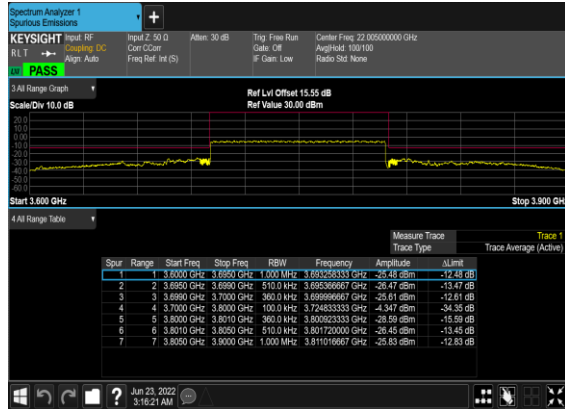 Spectrum Analyzer 1
Spurious Emissions
+
KEYSIGHT Input: RF Input Z: 50 Ω Atten: 30 dB Trig: Free Run Center Freq: 22.005000000 GHz
RLT Coupling: DC Corr CCorr Gate: Off Avg|Hold: 100/100
Align: Auto Freq Ref: Int (S) IF Gain: Low Radio Std: None
PASS
3 All Range Graph
Ref Lvl Offset 15.55 dB
Scale/Div 10.0 dB Ref Value 30.00 dBm
20.0
10.0
0.00
-10.0
-20.0
-30.0
-40.0
-50.0
-60.0
Start 3.600 GHz Stop 3.900 GH
4 All Range Table
Measure Trace Trace 1
Trace Type Trace Average (Active)
Spur Range Start Freq Stop Freq RBW Frequency Amplitude ΔLimit
1 1 3.6000 GHz 3.6950 GHz 1.000 MHz 3.693258333 GHz -25.48 dBm -12.48 dB
2 2 3.6950 GHz 3.6990 GHz 510.0 kHz 3.695366667 GHz -26.47 dBm -13.47 dB
3 3 3.6990 GHz 3.7000 GHz 360.0 kHz 3.699996667 GHz -25.61 dBm -12.61 dB
4 4 3.7000 GHz 3.8000 GHz 100.0 kHz 3.724833333 GHz -4.347 dBm -34.35 dB
5 5 3.8000 GHz 3.8010 GHz 360.0 kHz 3.800923333 GHz -28.59 dBm -15.59 dB
6 6 3.8010 GHz 3.8050 GHz 510.0 kHz 3.801720000 GHz -26.45 dBm -13.45 dB
7 7 3.8050 GHz 3.9000 GHz 1.000 MHz 3.811016667 GHz -25.83 dBm -12.83 dB
? Jun 23, 2022
3:16:21 AM